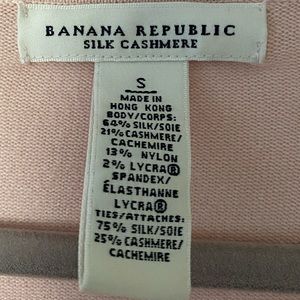 BANANA REPUBLIC
SILK CASHMERE
S
MADE IN
HONG KONG
BODY/CORPS:
64% SILK/SOIE
21% CASHMERE/
CACHEMIRE
13% NYLON
2% LYCRA®
SPANDEX/
ÉLASTHANNE
LYCRA®
TIES/ATTACHES:
75% SILK/SOIE
25% CASHMERE/
CACHEMIRE